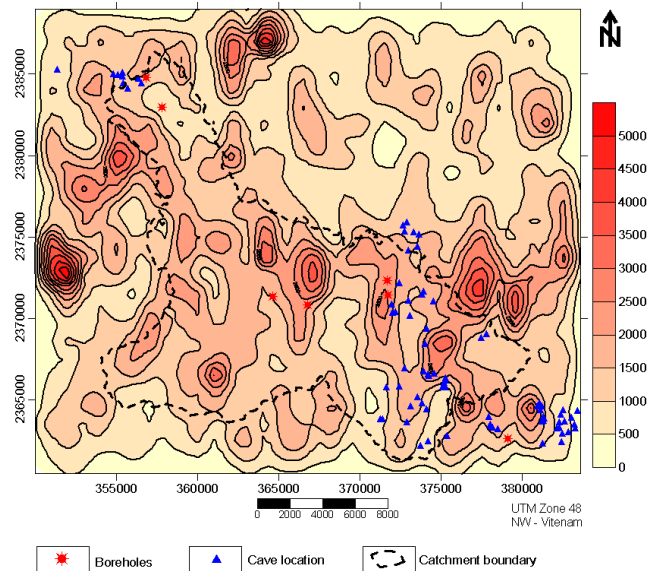 N
2385000
2380000
2375000
2370000
2365000
5000
4500
4000
3500
3000
2500
2000
1500
1000
500
0
355000 360000 365000 370000 375000 380000
0 2000 4000 6000 8000
UTM Zone 48
NW - Vitenam
Boreholes Cave location Catchment boundary